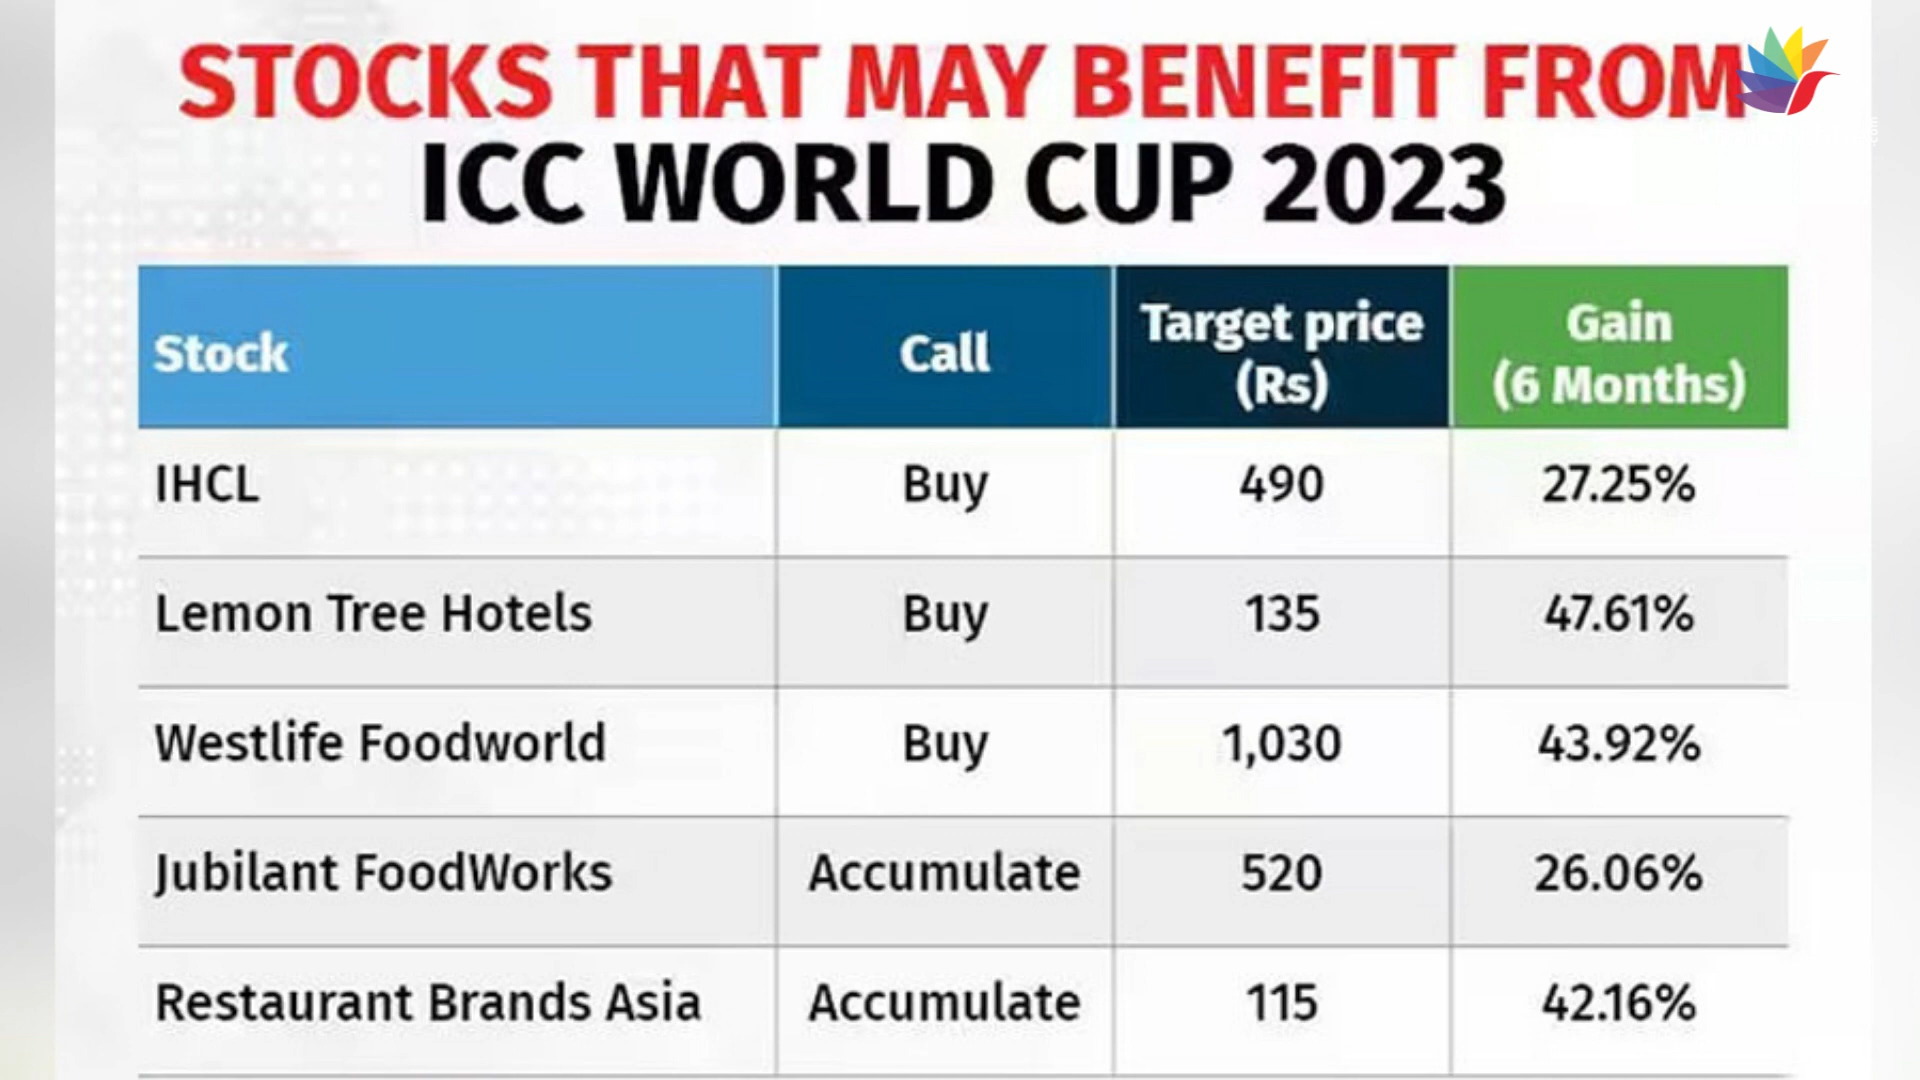 STOCKS THAT MAY BENEFIT FROM
ICC WORLD CUP 2023
Stock Call Target price (Rs) Gain (6 Months)
IHCL Buy 490 27.25%
Lemon Tree Hotels Buy 135 47.61%
Westlife Foodworld Buy 1,030 43.92%
Jubilant FoodWorks Accumulate 520 26.06%
Restaurant Brands Asia Accumulate 115 42.16%